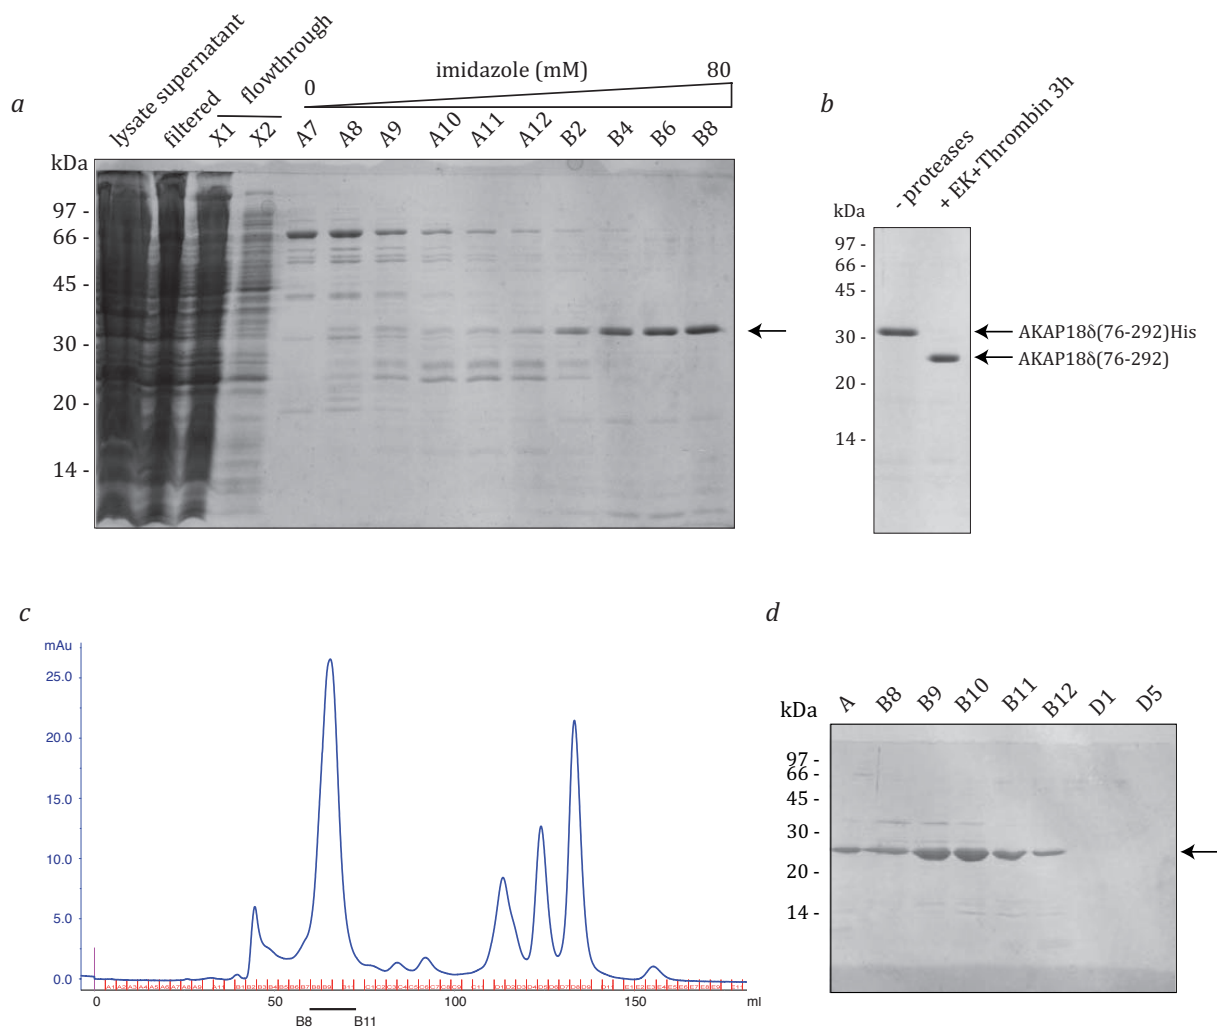 a
lysate supernatant
filtered
flowthrough
X1
X2
0
imidazole (mM)
80
A7
A8
A9
A10
A11
A12
B2
B4
B6
B8
kDa
97 -
66 -
45 -
30 -
20 -
14 -
b
- proteases
+ EK+Thrombin 3h
kDa
97 -
66 -
45 -
30 -
20 -
14 -
AKAP18δ(76-292)His
AKAP18δ(76-292)
c
mAu
25.0
20.0
15.0
10.0
5.0
0.0
0
50
100
150
ml
B8
B11
d
kDa
A
B8
B9
B10
B11
B12
D1
D5
97 -
66 -
45 -
30 -
20 -
14 -